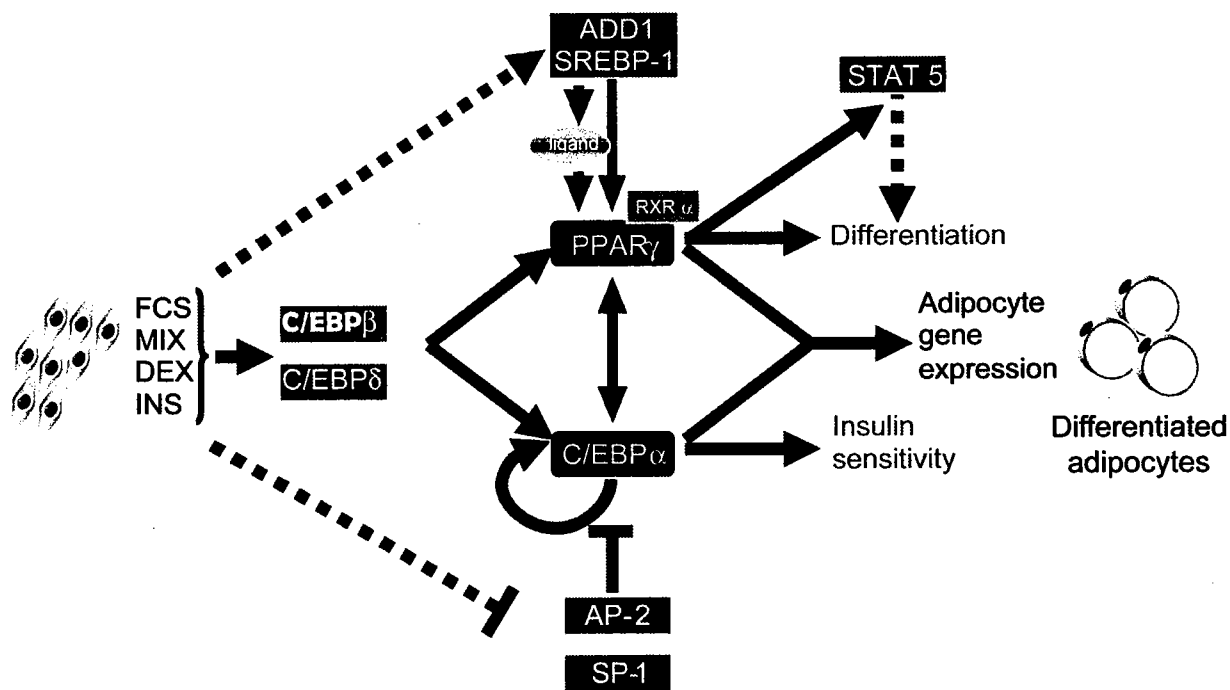 ADD1
SREBP-1
STAT 5
ligand
RXR α
PPARγ
Differentiation
FCS
MIX
DEX
INS
C/EBPβ
C/EBPδ
Adipocyte
gene
expression
C/EBPα
Insulin
sensitivity
Differentiated
adipocytes
AP-2
SP-1